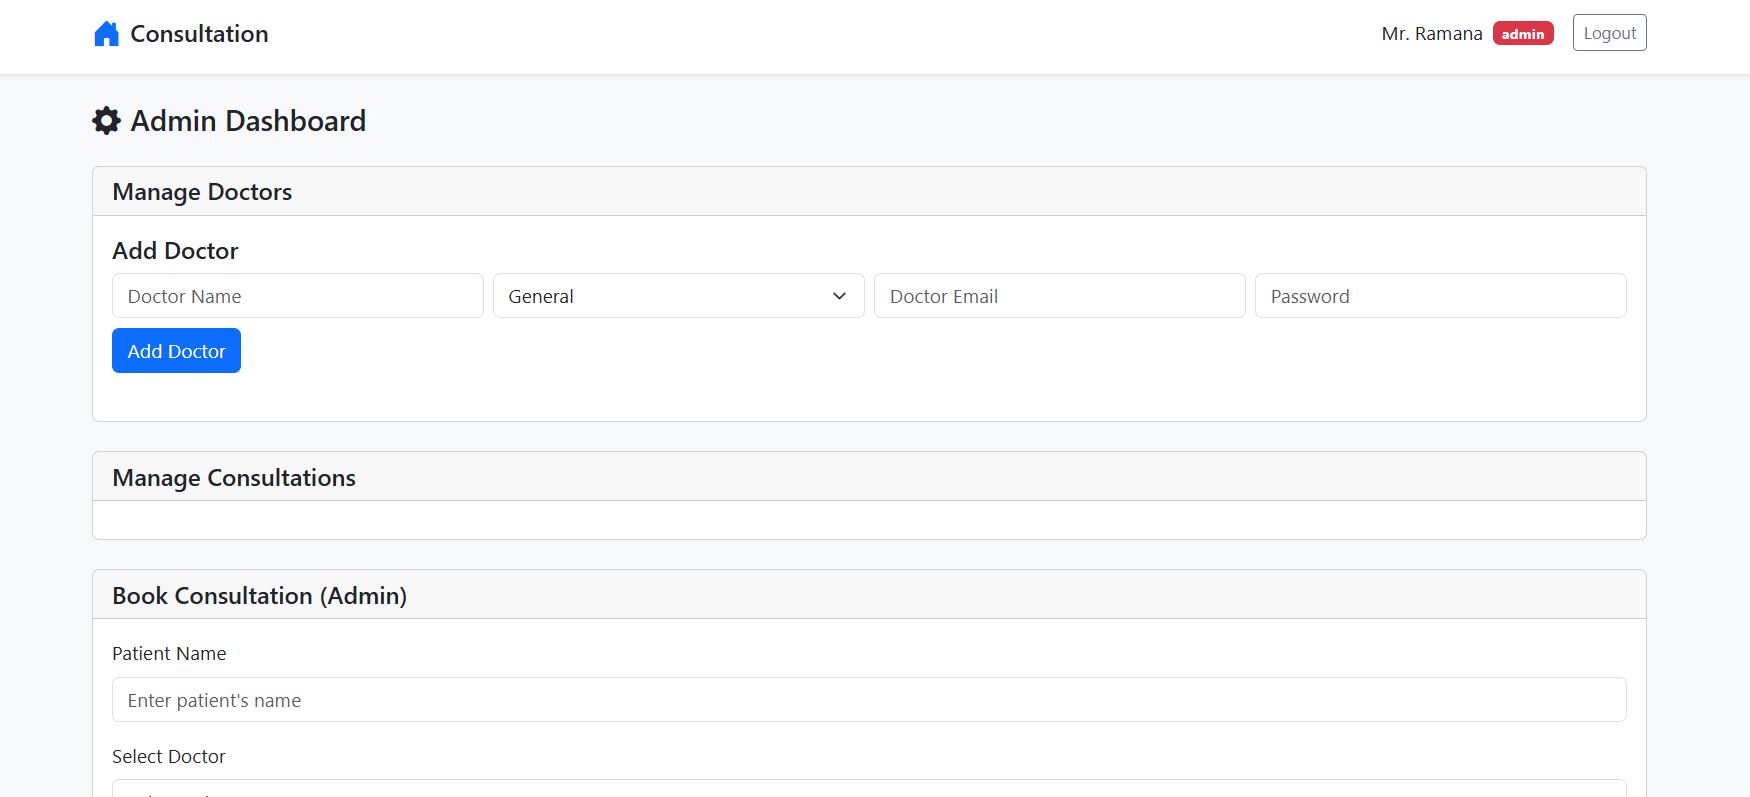 Consultation
Mr. Ramana admin Logout
Admin Dashboard
Manage Doctors
Add Doctor
Doctor Name General Doctor Email Password
Add Doctor
Manage Consultations
Book Consultation (Admin)
Patient Name
Enter patient's name
Select Doctor